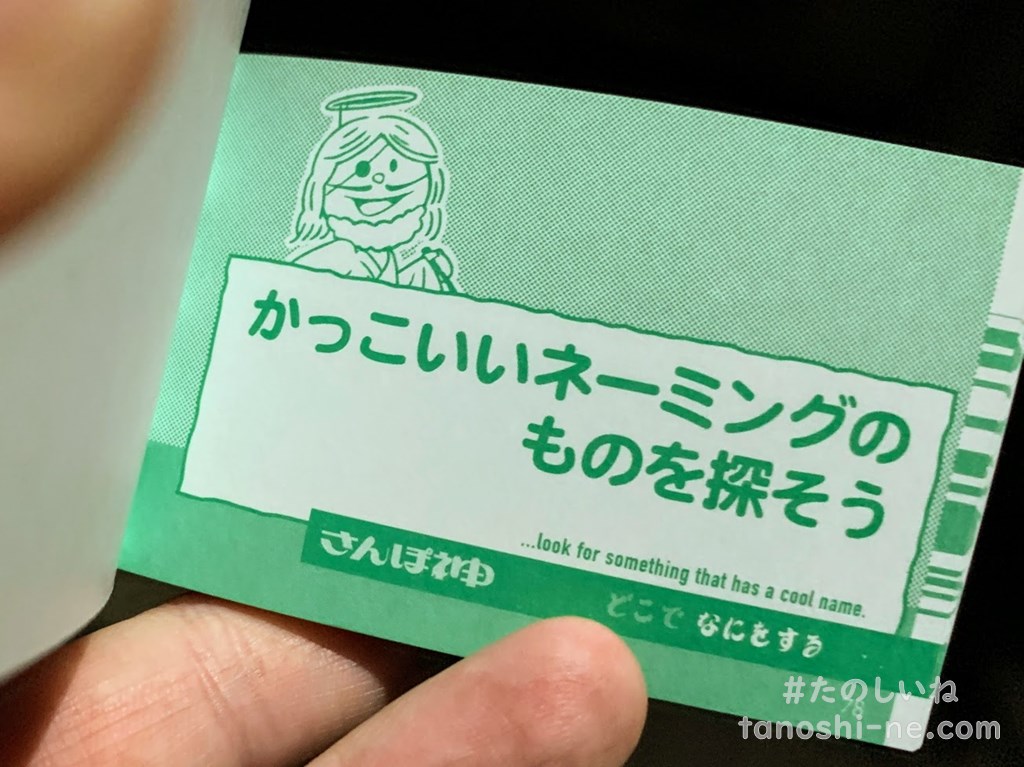 かっこいいネーミングの
ものを探そう
...look for something that has a cool name.
さんぽ神
どこで なにをする
#たのしいね
tanoshi-ne.com